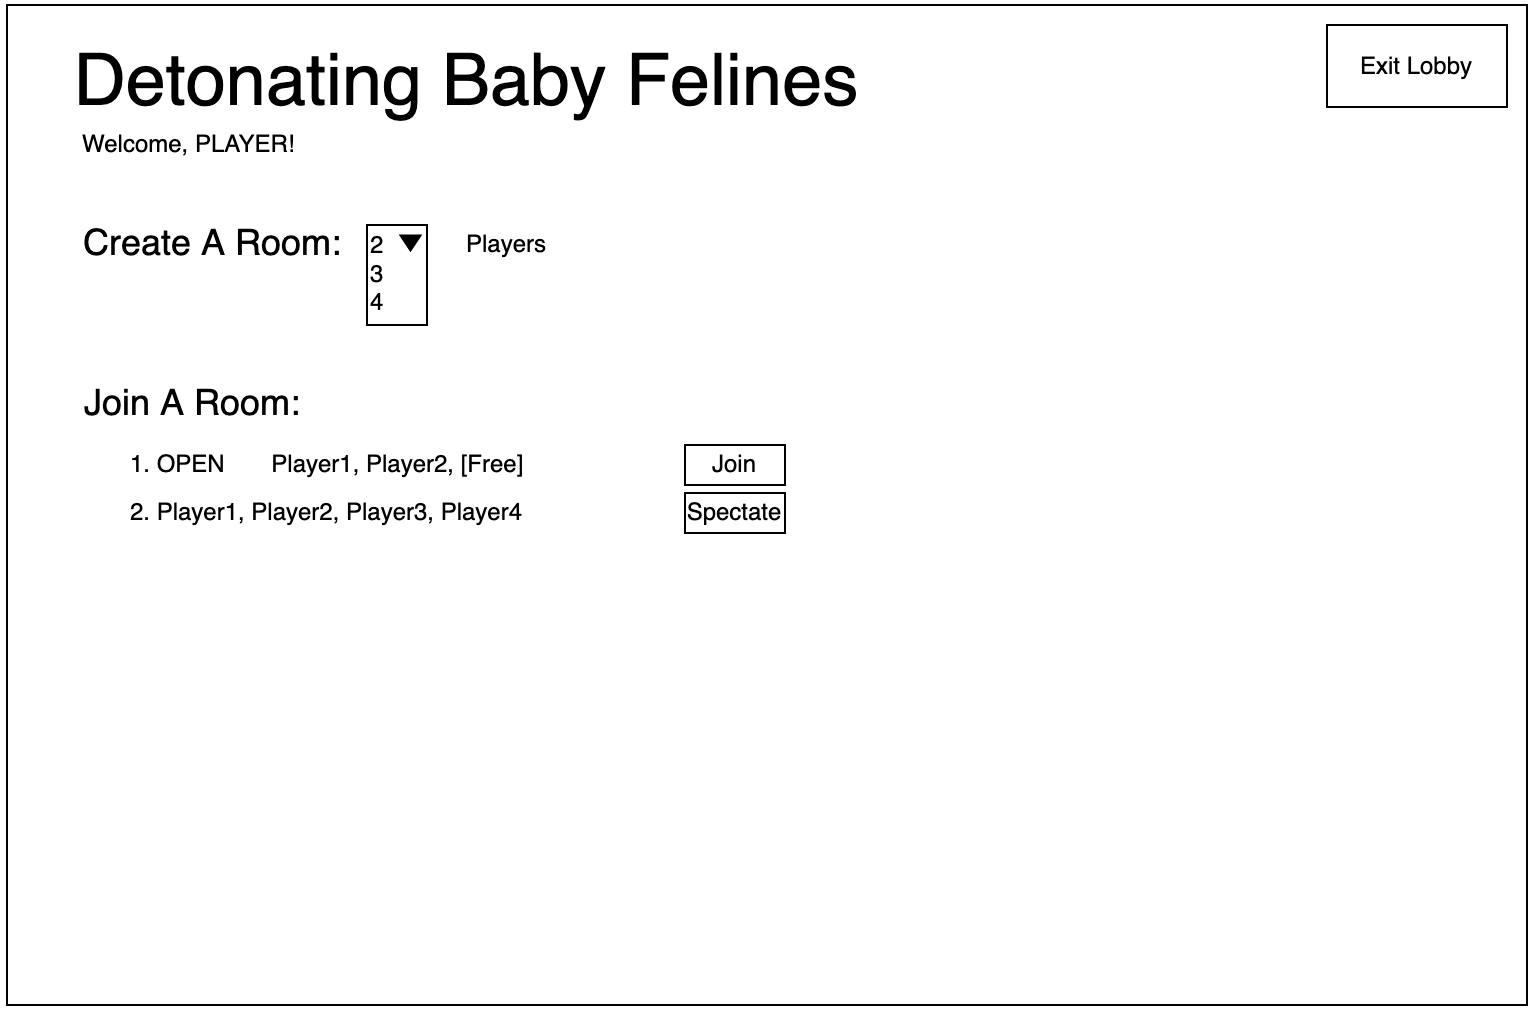 Detonating Baby Felines
Exit Lobby
Welcome, PLAYER!
Create A Room:
2
Players
3
4
Join A Room:
1. OPEN Player1, Player2, [Free]
Join
2. Player1, Player2, Player3, Player4
Spectate